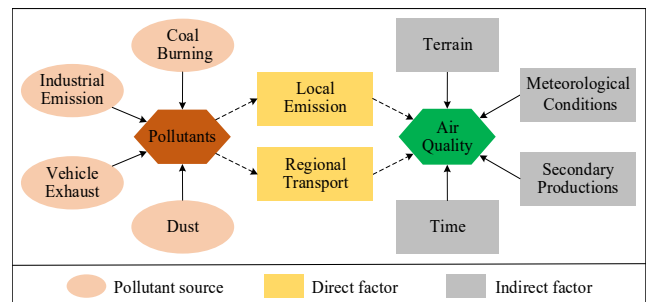 Coal
Burning
Industrial
Emission
Pollutants
Vehicle
Exhaust
Dust
Local
Emission
Regional
Transport
Terrain
Meteorological
Conditions
Air
Quality
Secondary
Productions
Time
Pollutant source
Direct factor
Indirect factor